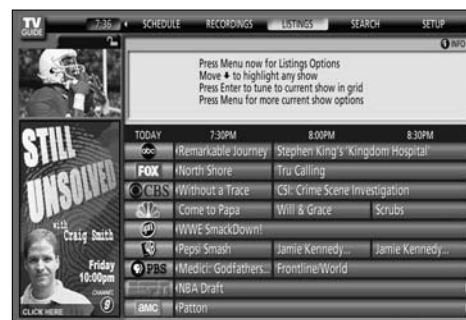 TV GUIDE 7:36 SCHEDULE RECORDINGS LISTINGS SEARCH SETUP
i INFO
Press Menu now for Listings Options
Move ↓ to highlight any show
Press Enter to tune to current show in grid
Press Menu for more current show options
STILL UNSOLVED
with
Craig Smith
Friday
10:00pm
CHANNEL
9
CLICK HERE
TODAY 7:30PM 8:00PM 8:30PM
abc Remarkable Journey Stephen King's 'Kingdom Hospital'
FOX North Shore Tru Calling
CBS Without a Trace CSI: Crime Scene Investigation
Come to Papa Will & Grace Scrubs
WWE SmackDown!
Pepsi Smash Jamie Kennedy... Jamie Kennedy...
PBS Medici: Godfathers... Frontline/World
ESPN NBA Draft
amc Patton